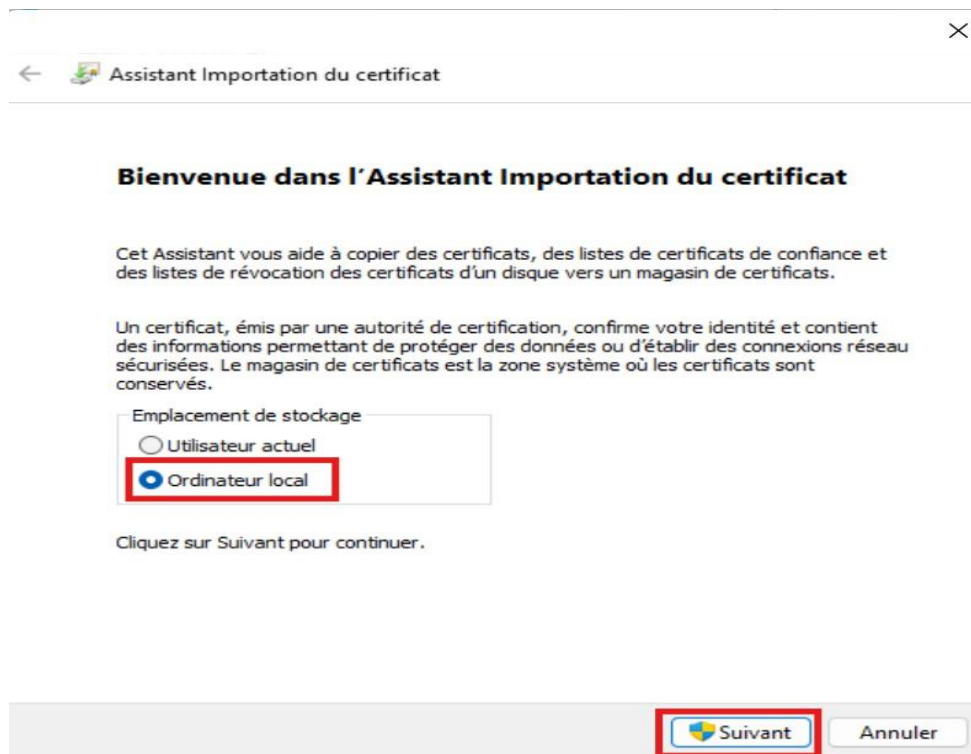 Assistant Importation du certificat
Bienvenue dans l'Assistant Importation du certificat
Cet Assistant vous aide à copier des certificats, des listes de certificats de confiance et
des listes de révocation des certificats d'un disque vers un magasin de certificats.
Un certificat, émis par une autorité de certification, confirme votre identité et contient
des informations permettant de protéger des données ou d'établir des connexions réseau
sécurisées. Le magasin de certificats est la zone système où les certificats sont
conservés.
Emplacement de stockage
Utilisateur actuel
Ordinateur local
Cliquez sur Suivant pour continuer.
Suivant
Annuler